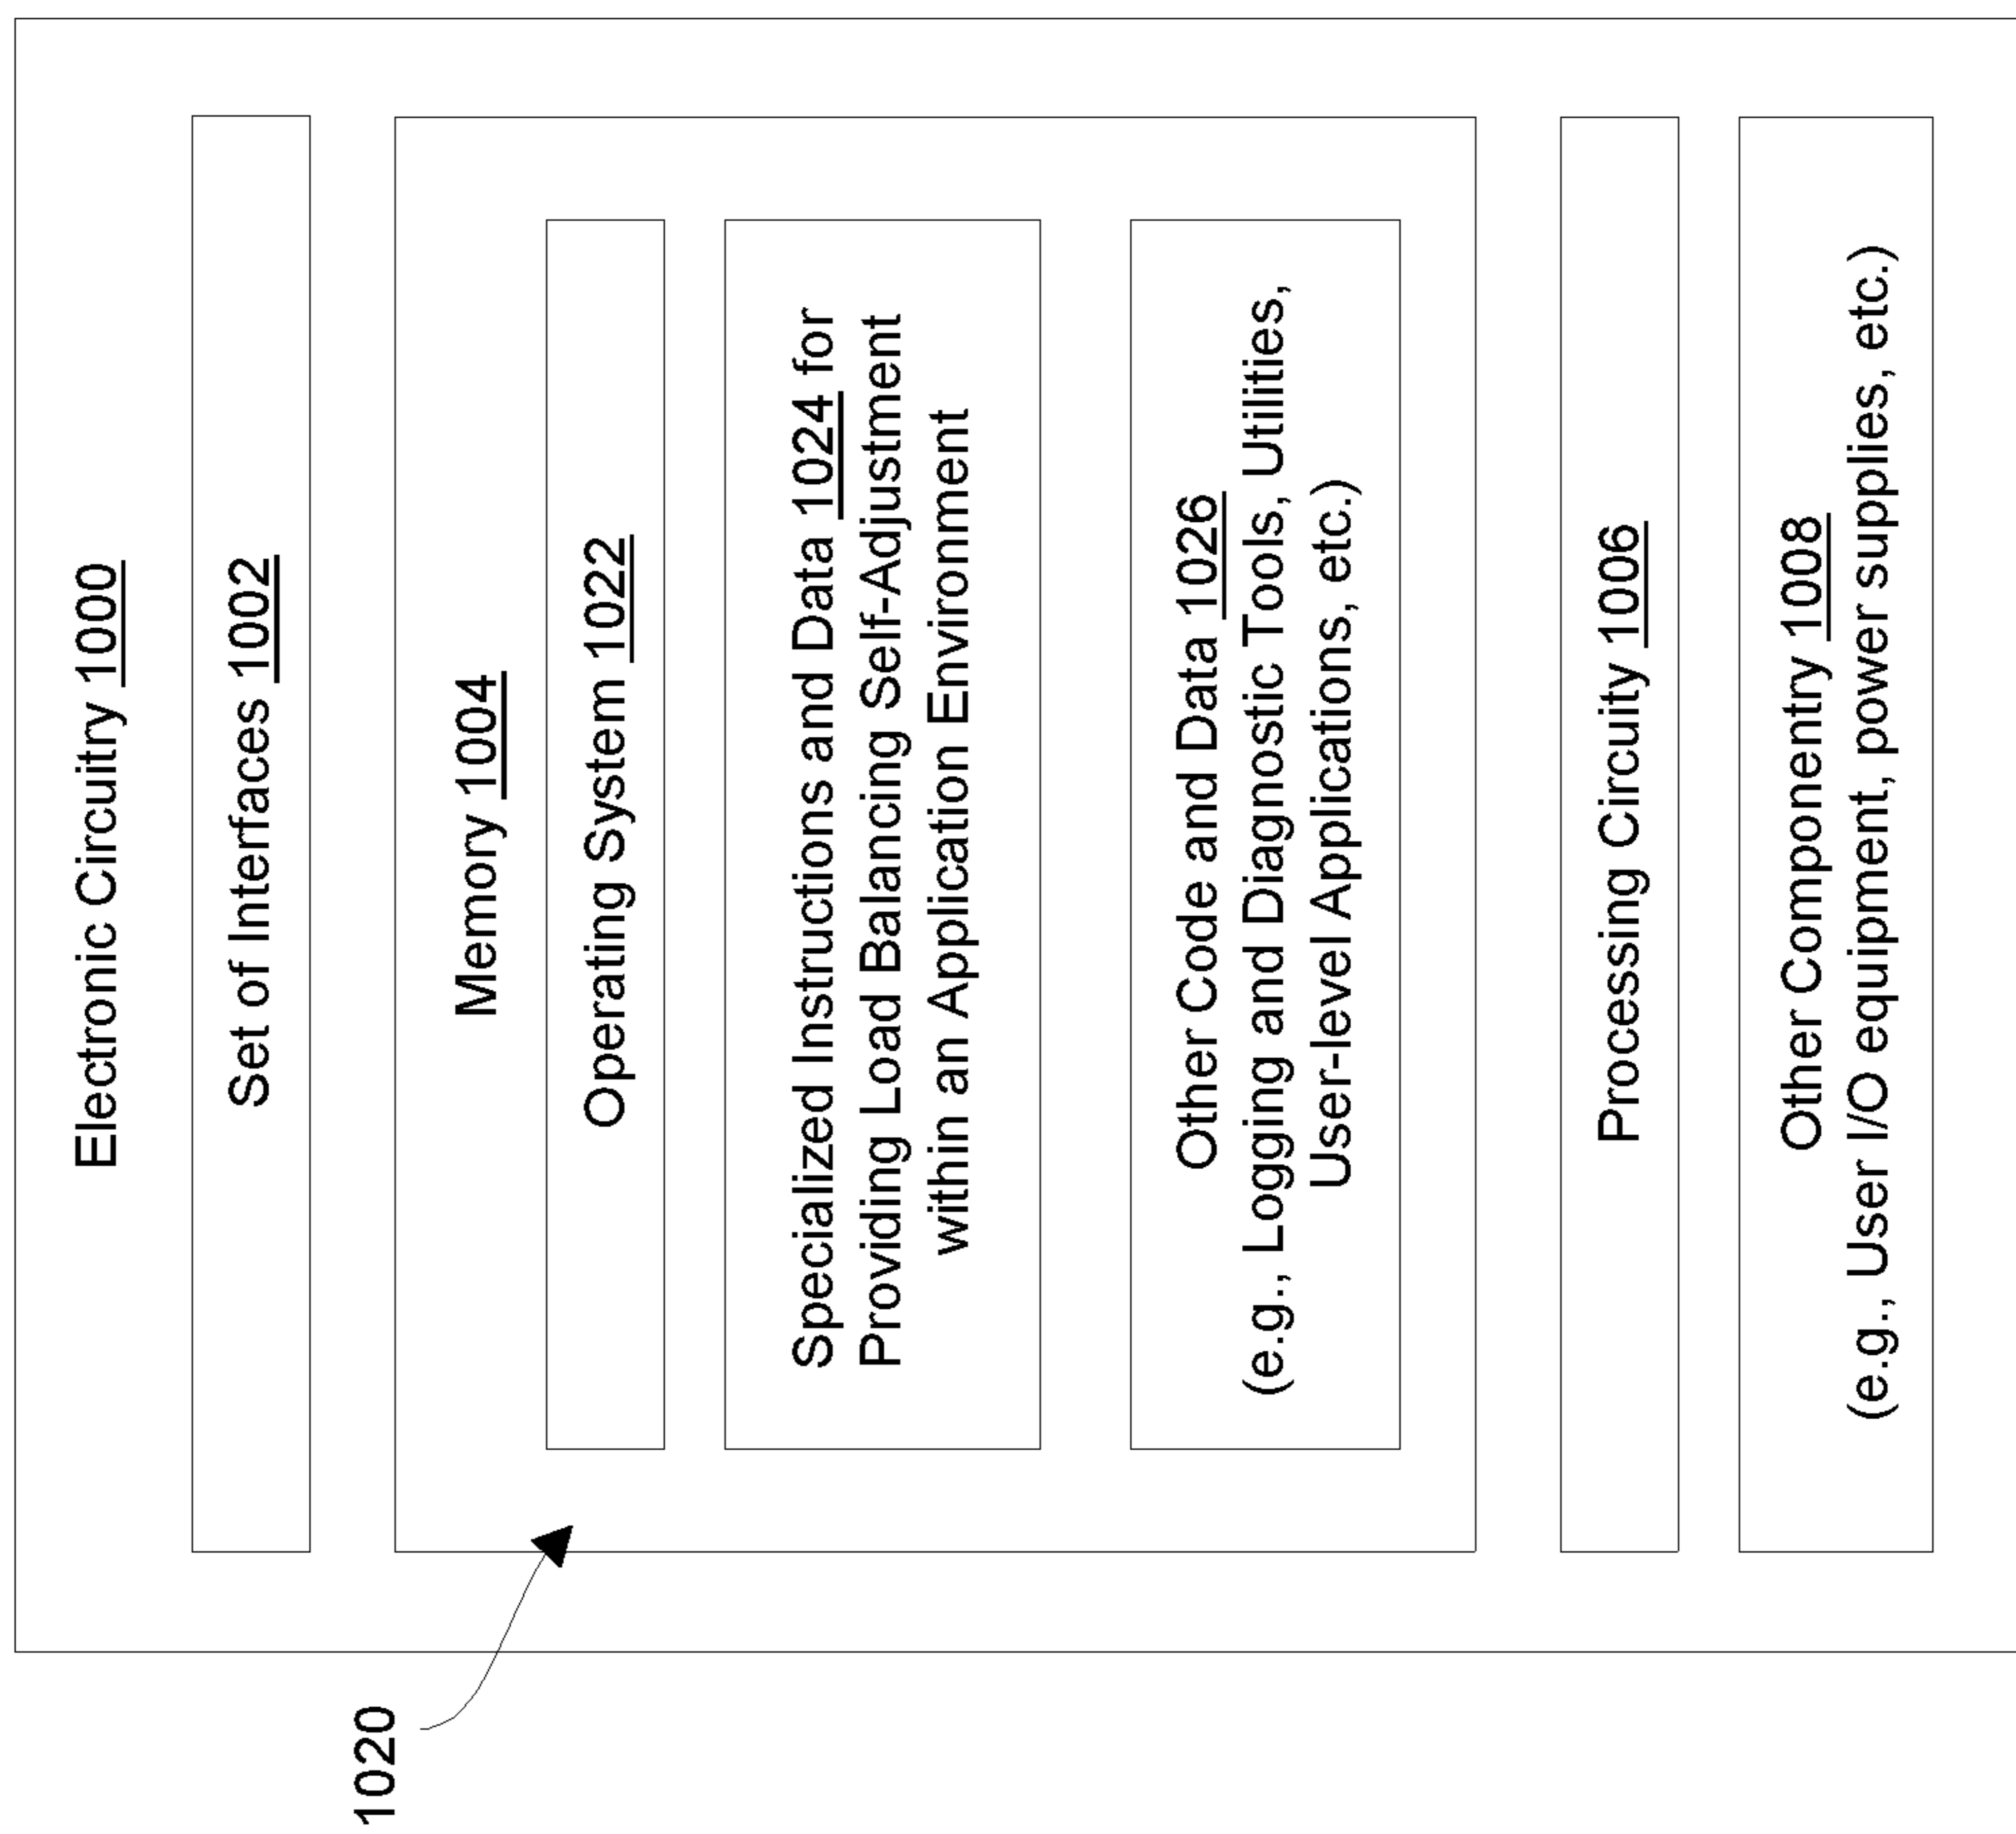 Electronic Circuitry 1000
Set of Interfaces 1002
1020
Memory 1004
Operating System 1022
Specialized Instructions and Data 1024 for
Providing Load Balancing Self-Adjustment
within an Application Environment
Other Code and Data 1026
(e.g., Logging and Diagnostic Tools, Utilities,
User-level Applications, etc.)
Processing Circuity 1006
Other Componentry 1008
(e.g., User I/O equipment, power supplies, etc.)